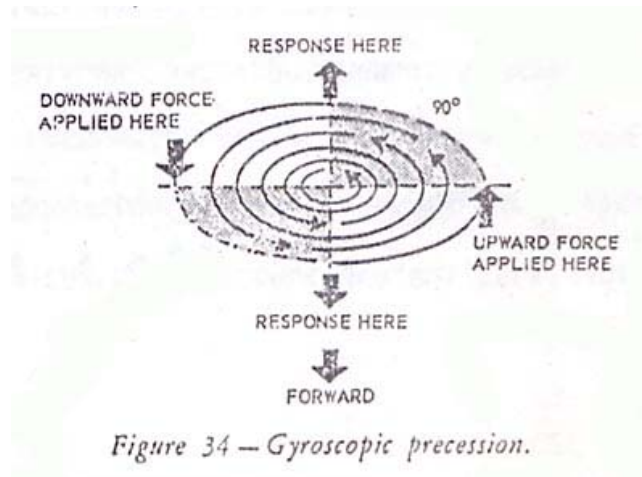 RESPONSE HERE
DOWNWARD FORCE
APPLIED HERE
90°
UPWARD FORCE
APPLIED HERE
RESPONSE HERE
FORWARD
Figure 34 — Gyroscopic precession.